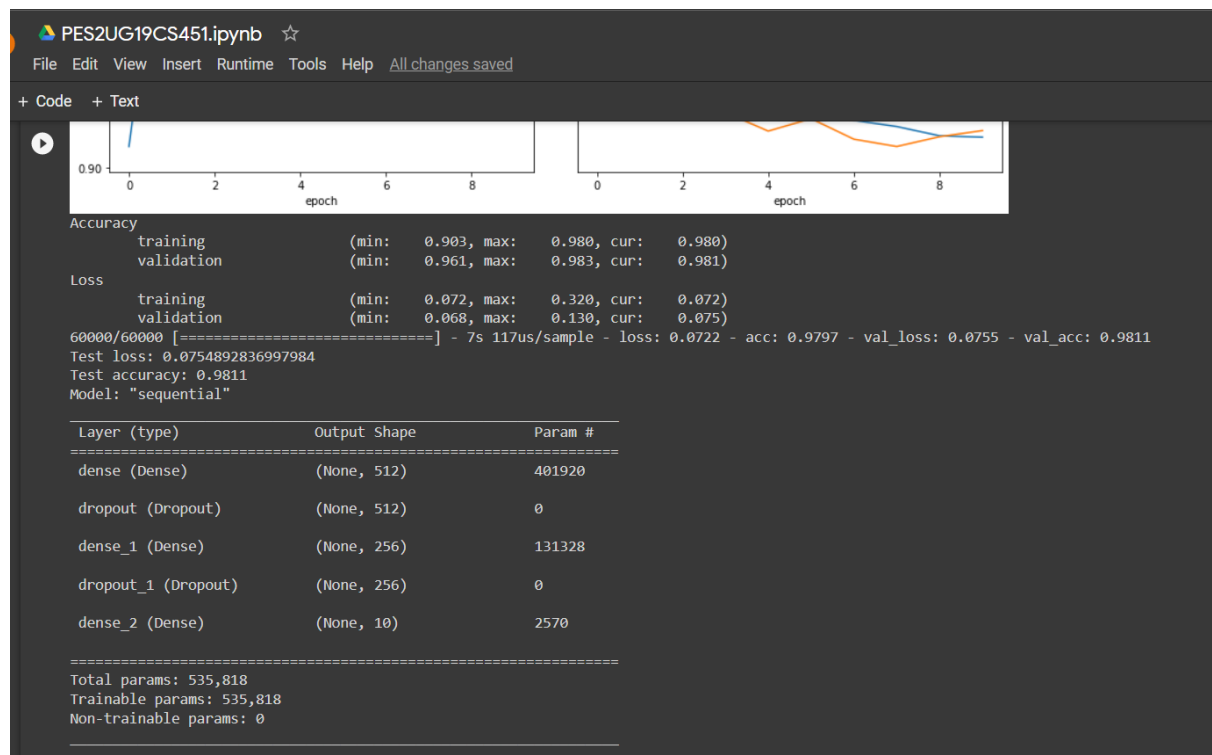 PES2UG19CS451.ipynb
File Edit View Insert Runtime Tools Help All changes saved
+ Code + Text
0.90
0 2 4 6 8 0 2 4 6 8
epoch epoch
Accuracy
training (min: 0.903, max: 0.980, cur: 0.980)
validation (min: 0.961, max: 0.983, cur: 0.981)
Loss
training (min: 0.072, max: 0.320, cur: 0.072)
validation (min: 0.068, max: 0.130, cur: 0.075)
60000/60000 [==============================] - 7s 117us/sample - loss: 0.0722 - acc: 0.9797 - val_loss: 0.0755 - val_acc: 0.9811
Test loss: 0.0754892836997984
Test accuracy: 0.9811
Model: "sequential"
Layer (type) Output Shape Param #
=================================================================
dense (Dense) (None, 512) 401920
dropout (Dropout) (None, 512) 0
dense_1 (Dense) (None, 256) 131328
dropout_1 (Dropout) (None, 256) 0
dense_2 (Dense) (None, 10) 2570
=================================================================
Total params: 535,818
Trainable params: 535,818
Non-trainable params: 0